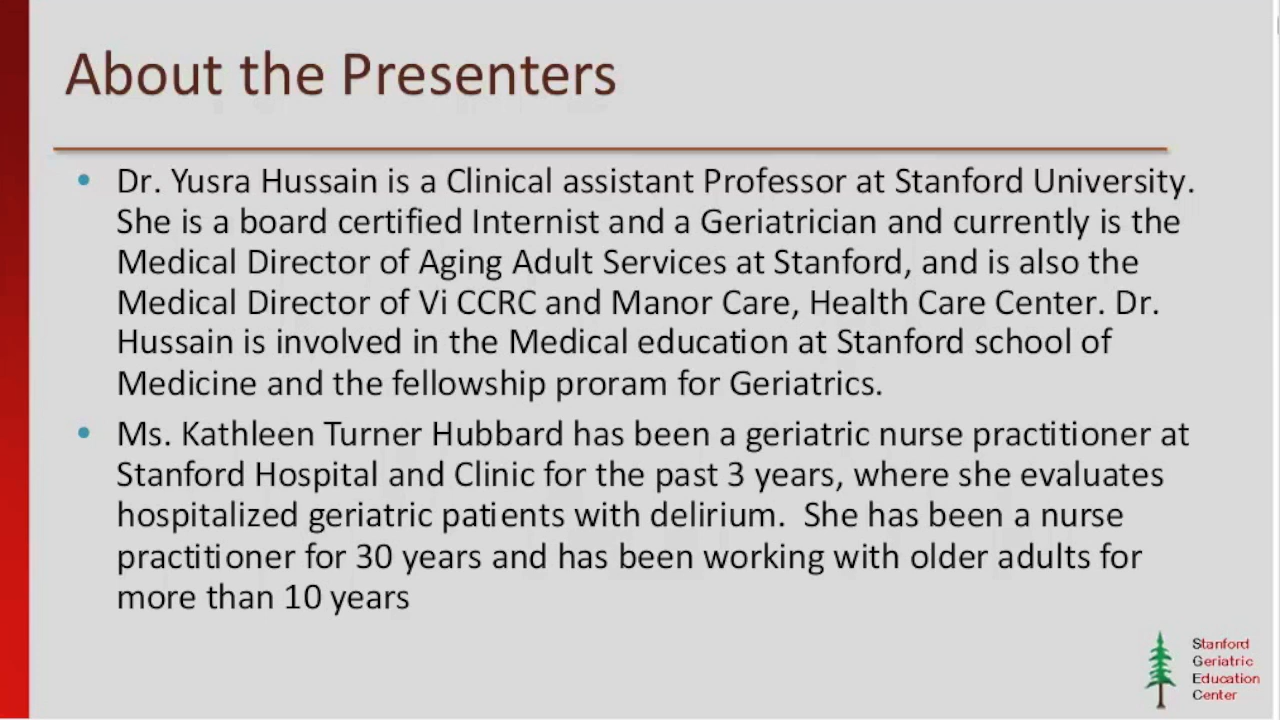 About the Presenters
• Dr. Yusra Hussain is a Clinical assistant Professor at Stanford University.
She is a board certified Internist and a Geriatrician and currently is the
Medical Director of Aging Adult Services at Stanford, and is also the
Medical Director of Vi CCRC and Manor Care, Health Care Center. Dr.
Hussain is involved in the Medical education at Stanford school of
Medicine and the fellowship proram for Geriatrics.
• Ms. Kathleen Turner Hubbard has been a geriatric nurse practitioner at
Stanford Hospital and Clinic for the past 3 years, where she evaluates
hospitalized geriatric patients with delirium.  She has been a nurse
practitioner for 30 years and has been working with older adults for
more than 10 years
Stanford
Geriatric
Education
Center